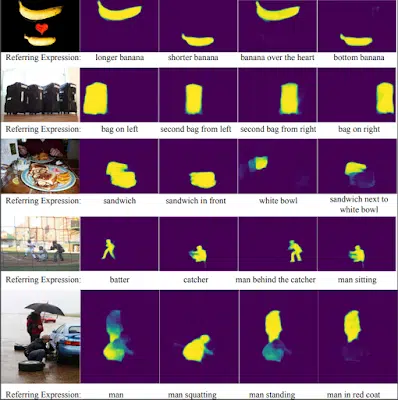 Referring Expression: longer banana shorter banana banana over the heart bottom banana
Referring Expression: bag on left second bag from left second bag from right bag on right
Referring Expression: sandwich sandwich in front white bowl sandwich next to
white bowl
Referring Expression: batter catcher man behind the catcher man sitting
Referring Expression: man man squatting man standing man in red coat